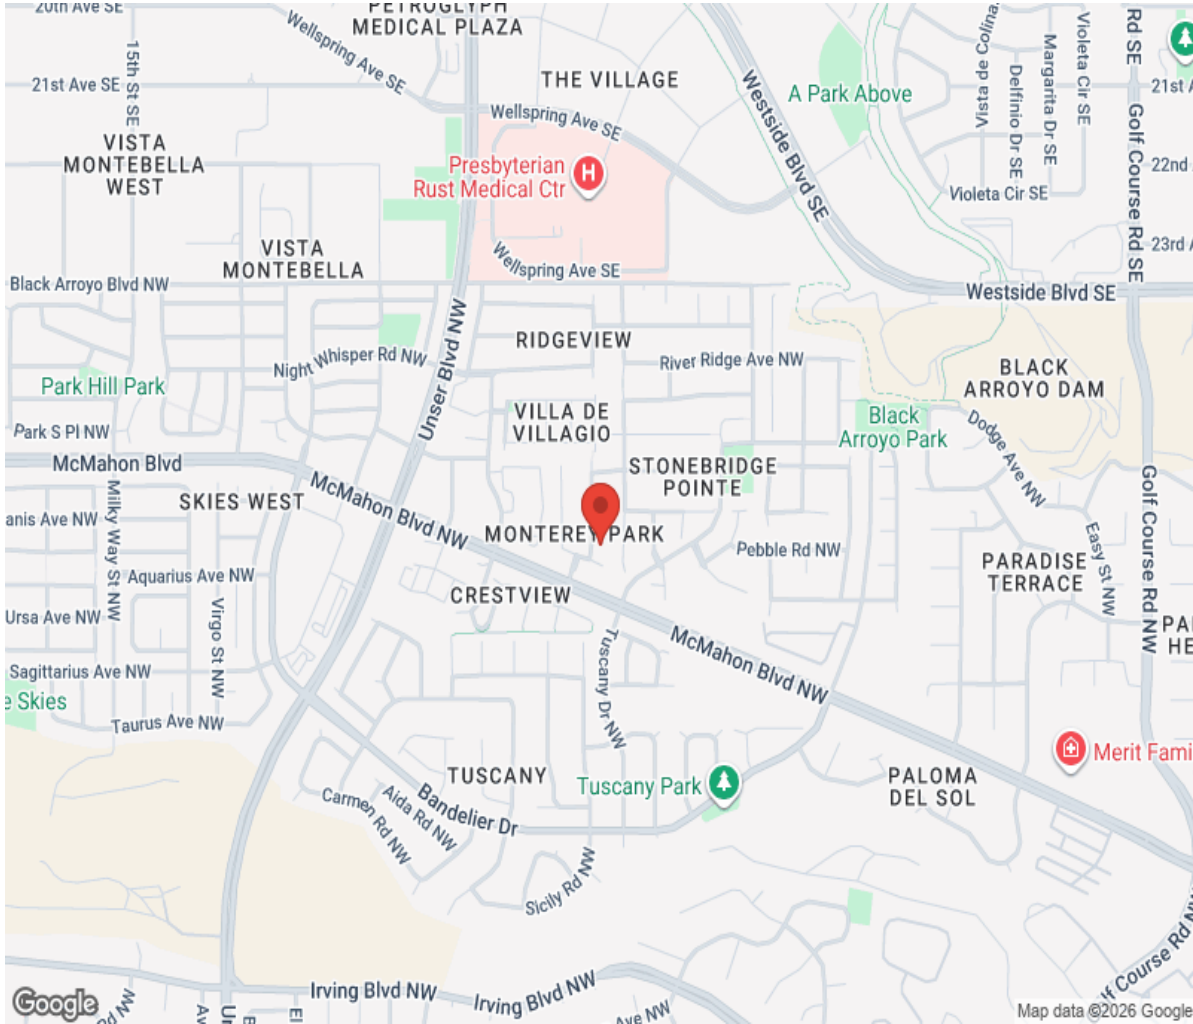 20th Ave SE
PETROGLYPH
MEDICAL PLAZA
Wellspring Ave SE
15th St SE
21st Ave SE
THE VILLAGE
Wellspring Ave SE
Westside Blvd SE
A Park Above
Vista de Colina
Delfinio Dr SE
Margarita Dr SE
Violeta Cir SE
Rd SE
21st A
Golf Course Rd SE
22nd
Violeta Cir SE
23rd A
VISTA
MONTEBELLA
WEST
Presbyterian
Rust Medical Ctr
H
VISTA
MONTEBELLA
Wellspring Ave SE
Black Arroyo Blvd NW
Westside Blvd SE
Unser Blvd NW
RIDGEVIEW
Night Whisper Rd NW
River Ridge Ave NW
BLACK
ARROYO DAM
Park Hill Park
VILLA DE
VILLAGIO
Black
Arroyo Park
Dodge Ave NW
Park S Pl NW
McMahon Blvd
STONEBRIDGE
POINTE
McMahon Blvd NW
SKIES WEST
Milky Way St NW
anis Ave NW
MONTEREY PARK
Pebble Rd NW
Golf Course Rd NW
Easy St NW
PARADISE
TERRACE
Aquarius Ave NW
CRESTVIEW
Ursa Ave NW
Virgo St NW
PA
HE
Tuscany Dr NW
McMahon Blvd NW
Sagittarius Ave NW
e Skies
Taurus Ave NW
Merit Fami
TUSCANY
Tuscany Park
PALOMA
DEL SOL
Carmen Rd NW
Aida Rd NW
Bandelier Dr
Sicily Rd NW
Irving Blvd NW
Irving Blvd NW
lf Course Rd N
Google
Rd NW
Av
Un
B
El
Ave NW
Map data ©2026 Google